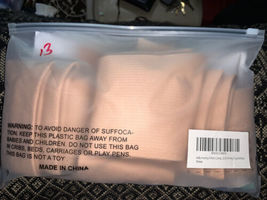 13
WARNING: TO AVOID DANGER OF SUFFOCA-
TION, KEEP THIS PLASTIC BAG AWAY FROM
BABIES AND CHILDREN. DO NOT USE THIS BAG
IN CRIBS, BEDS, CARRIAGES OR PLAY PENS.
THIS BAG IS NOT A TOY
MADE IN CHINA